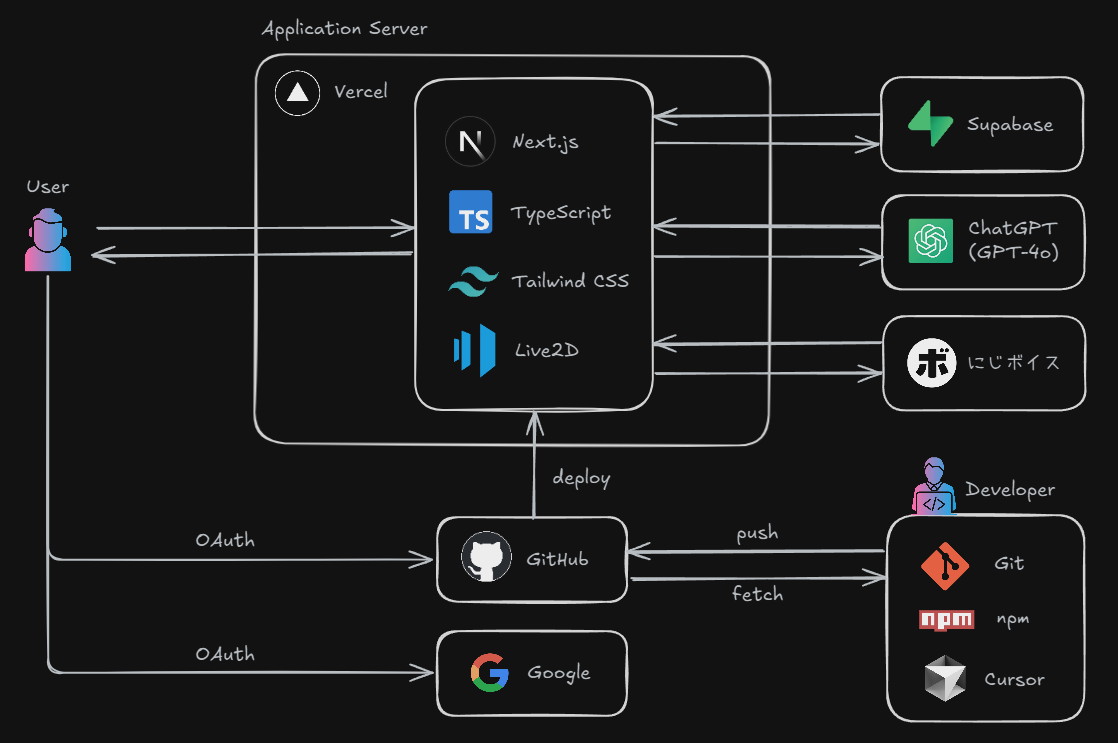 Application Server
Vercel
Next.js
TypeScript
TS
Tailwind CSS
Live2D
User
Supabase
ChatGPT
(GPT-4o)
ボ
にじボイス
deploy
Developer
OAuth
GitHub
push
fetch
Git
npm
npm
Cursor
OAuth
Google